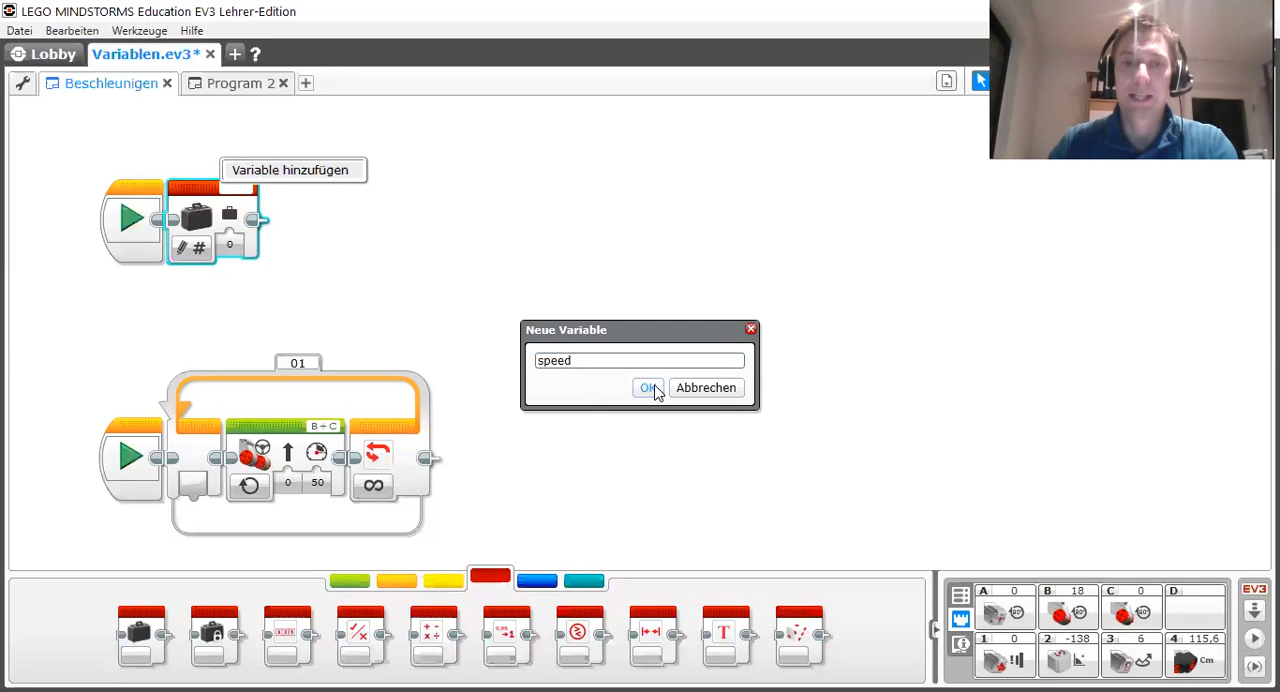 LEGO MINDSTORMS Education EV3 Lehrer-Edition
Datei Bearbeiten Werkzeuge Hilfe
Lobby Variablen.ev3* ?
Beschleunigen Program 2
Variable hinzufügen
#
0
Neue Variable
speed
Ok Abbrechen
01
B + C
0 50
A 0 B 18 C 0 D
EV3
1 0 2 -138 3 6 4 115,6
Cm
T